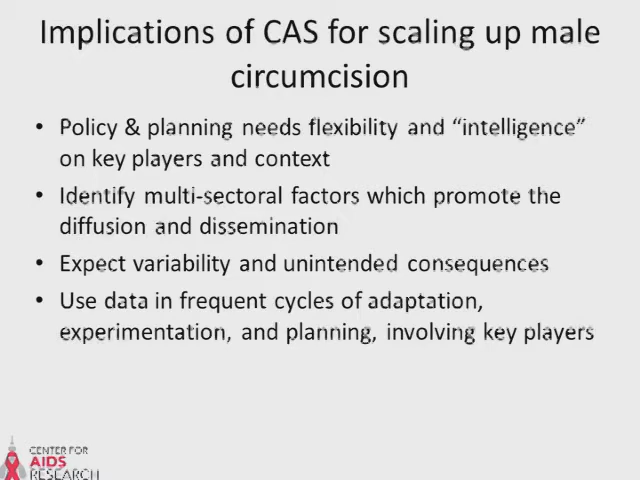 Implications of CAS for scaling up male
circumcision
• Policy & planning needs flexibility and “intelligence”
on key players and context
• Identify multi-sectoral factors which promote the
diffusion and dissemination
• Expect variability and unintended consequences
• Use data in frequent cycles of adaptation,
experimentation, and planning, involving key players
CENTER FOR
AIDS
RESEARCH